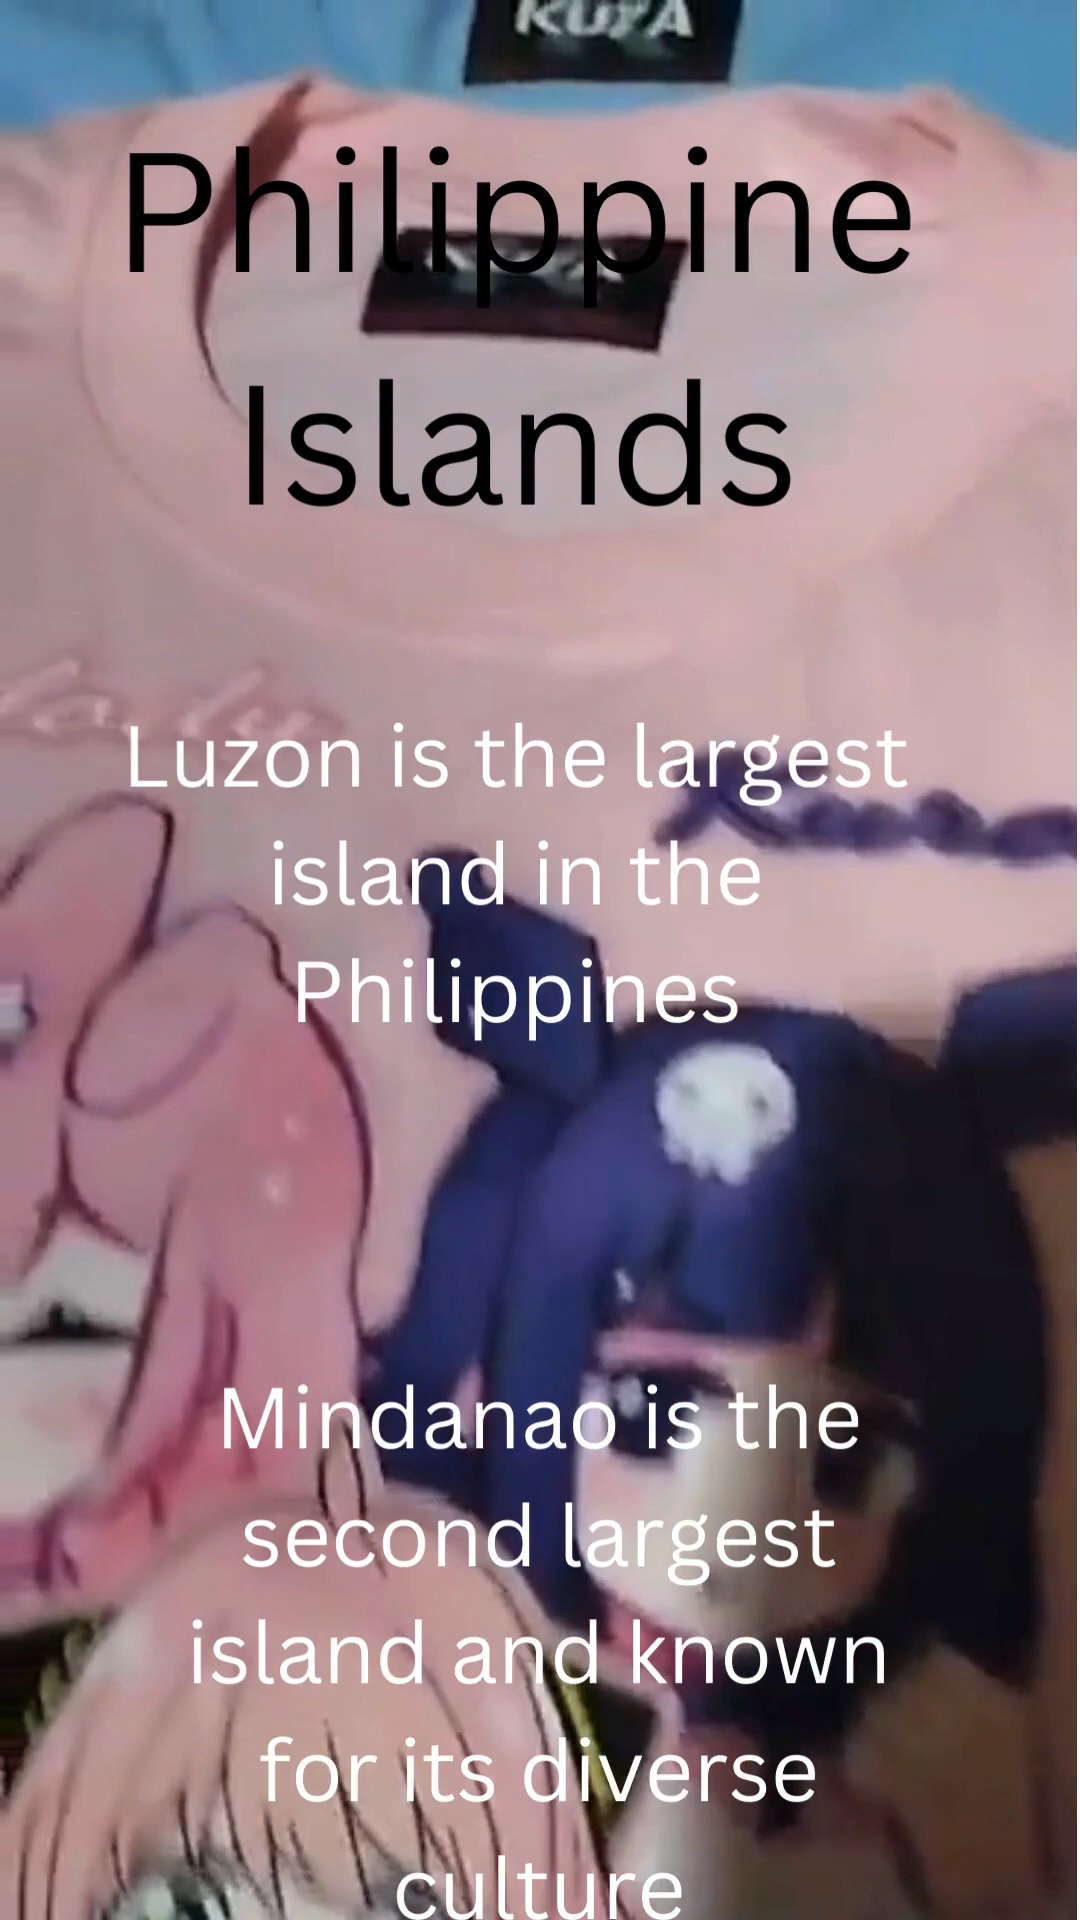 KUYA
Philippine
Islands
Luzon is the largest
island in the
Philippines
Mindanao is the
second largest
island and known
for its diverse
culture